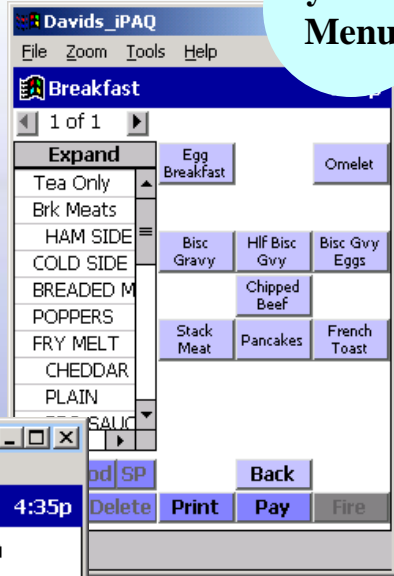 Menu
Davids_iPAQ
File Zoom Tools Help
Breakfast
1 of 1
Expand
Tea Only
Brk Meats
HAM SIDE
COLD SIDE
BREADED M
POPPERS
FRY MELT
CHEDDAR
PLAIN
SAUC
Egg Breakfast
Omelet
Bisc Gravy
Hlf Bisc Gvy
Bisc Gvy Eggs
Chipped Beef
Stack Meat
Pancakes
French Toast
od SP
Back
4:35p
Delete Print Pay Fire